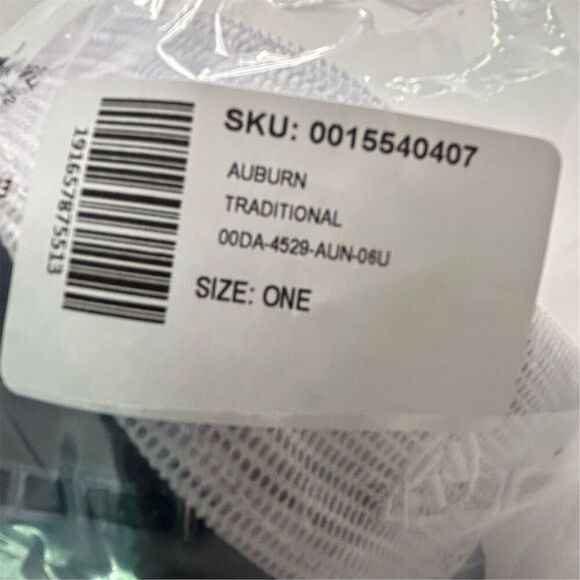 SKU: 0015540407
AUBURN
TRADITIONAL
00DA-4529-AUN-06U
SIZE: ONE
191657875513